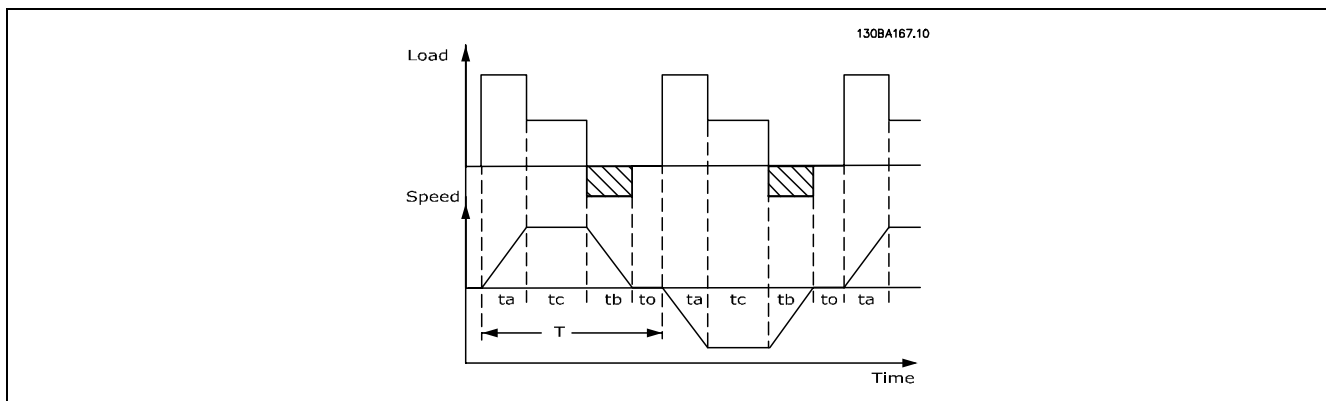 130BA167.10
Load
Speed
ta tc tb to ta tc tb to ta
T
Time